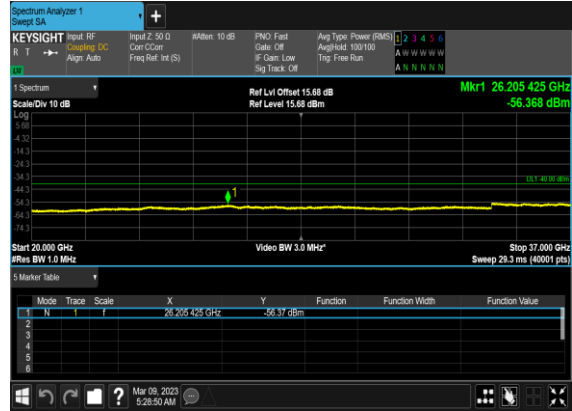 Spectrum Analyzer 1
Swept SA
KEYSIGHT Input: RF Input Z: 50 Ω #Atten: 10 dB PNO: Fast Avg Type: Power (RMS) 1 2 3 4 5 6
R T Coupling: DC Corr CCorr Gate: Off Avg|Hold: 100/100 A W W W W W
Align: Auto Freq Ref: Int (S) IF Gain: Low Trig: Free Run
Sig Track: Off A N N N N N
1 Spectrum Ref Lvl Offset 15.68 dB Mkr1 26.205 425 GHz
Scale/Div 10 dB Ref Level 15.68 dBm -56.368 dBm
Log
5.68
-4.32
-14.3
-24.3
-34.3
DL1 -40.00 dBm
-44.3
1
-54.3
-64.3
-74.3
Start 20.000 GHz Video BW 3.0 MHz* Stop 37.000 GHz
#Res BW 1.0 MHz Sweep 29.3 ms (40001 pts)
5 Marker Table
Mode Trace Scale X Y Function Function Width Function Value
1 N 1 f 26.205 425 GHz -56.37 dBm
2
3
4
5
6
Mar 09, 2023
5:28:50 AM